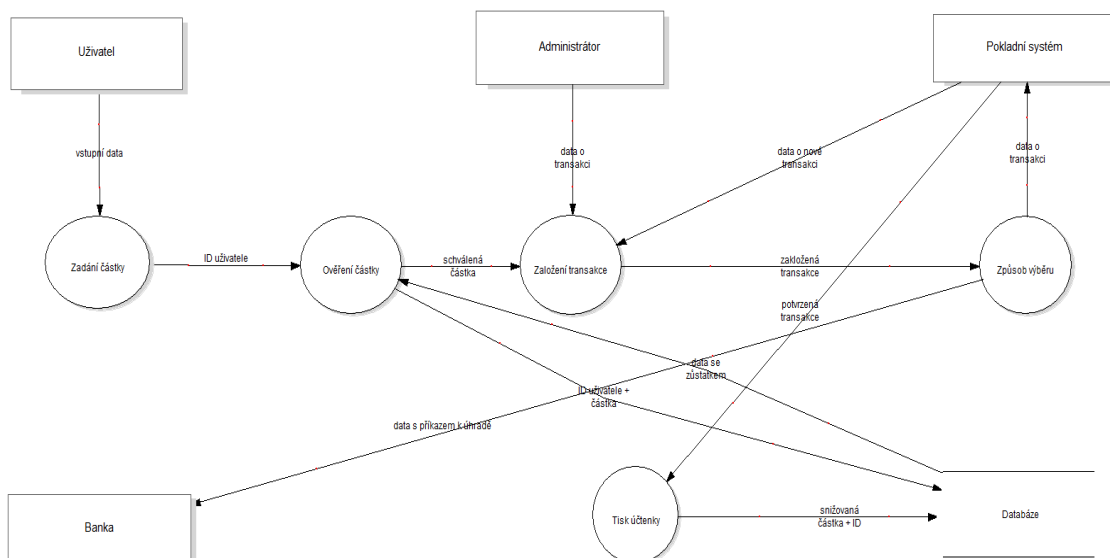 Uživatel
Administrátor
Pokladní systém
vstupní data
data o
transakci
data o nové
transakci
data o
transakci
Zadání částky
ID uživatele
Ověření částky
schválená
částka
Založení transakce
zakložená
transakce
Způsob výběru
potvrzená
transakce
data se
zůstatkem
ID uživatele +
částka
data s příkazem k úhradě
Banka
Tisk účtenky
snižovaná
částka + ID
Databáze